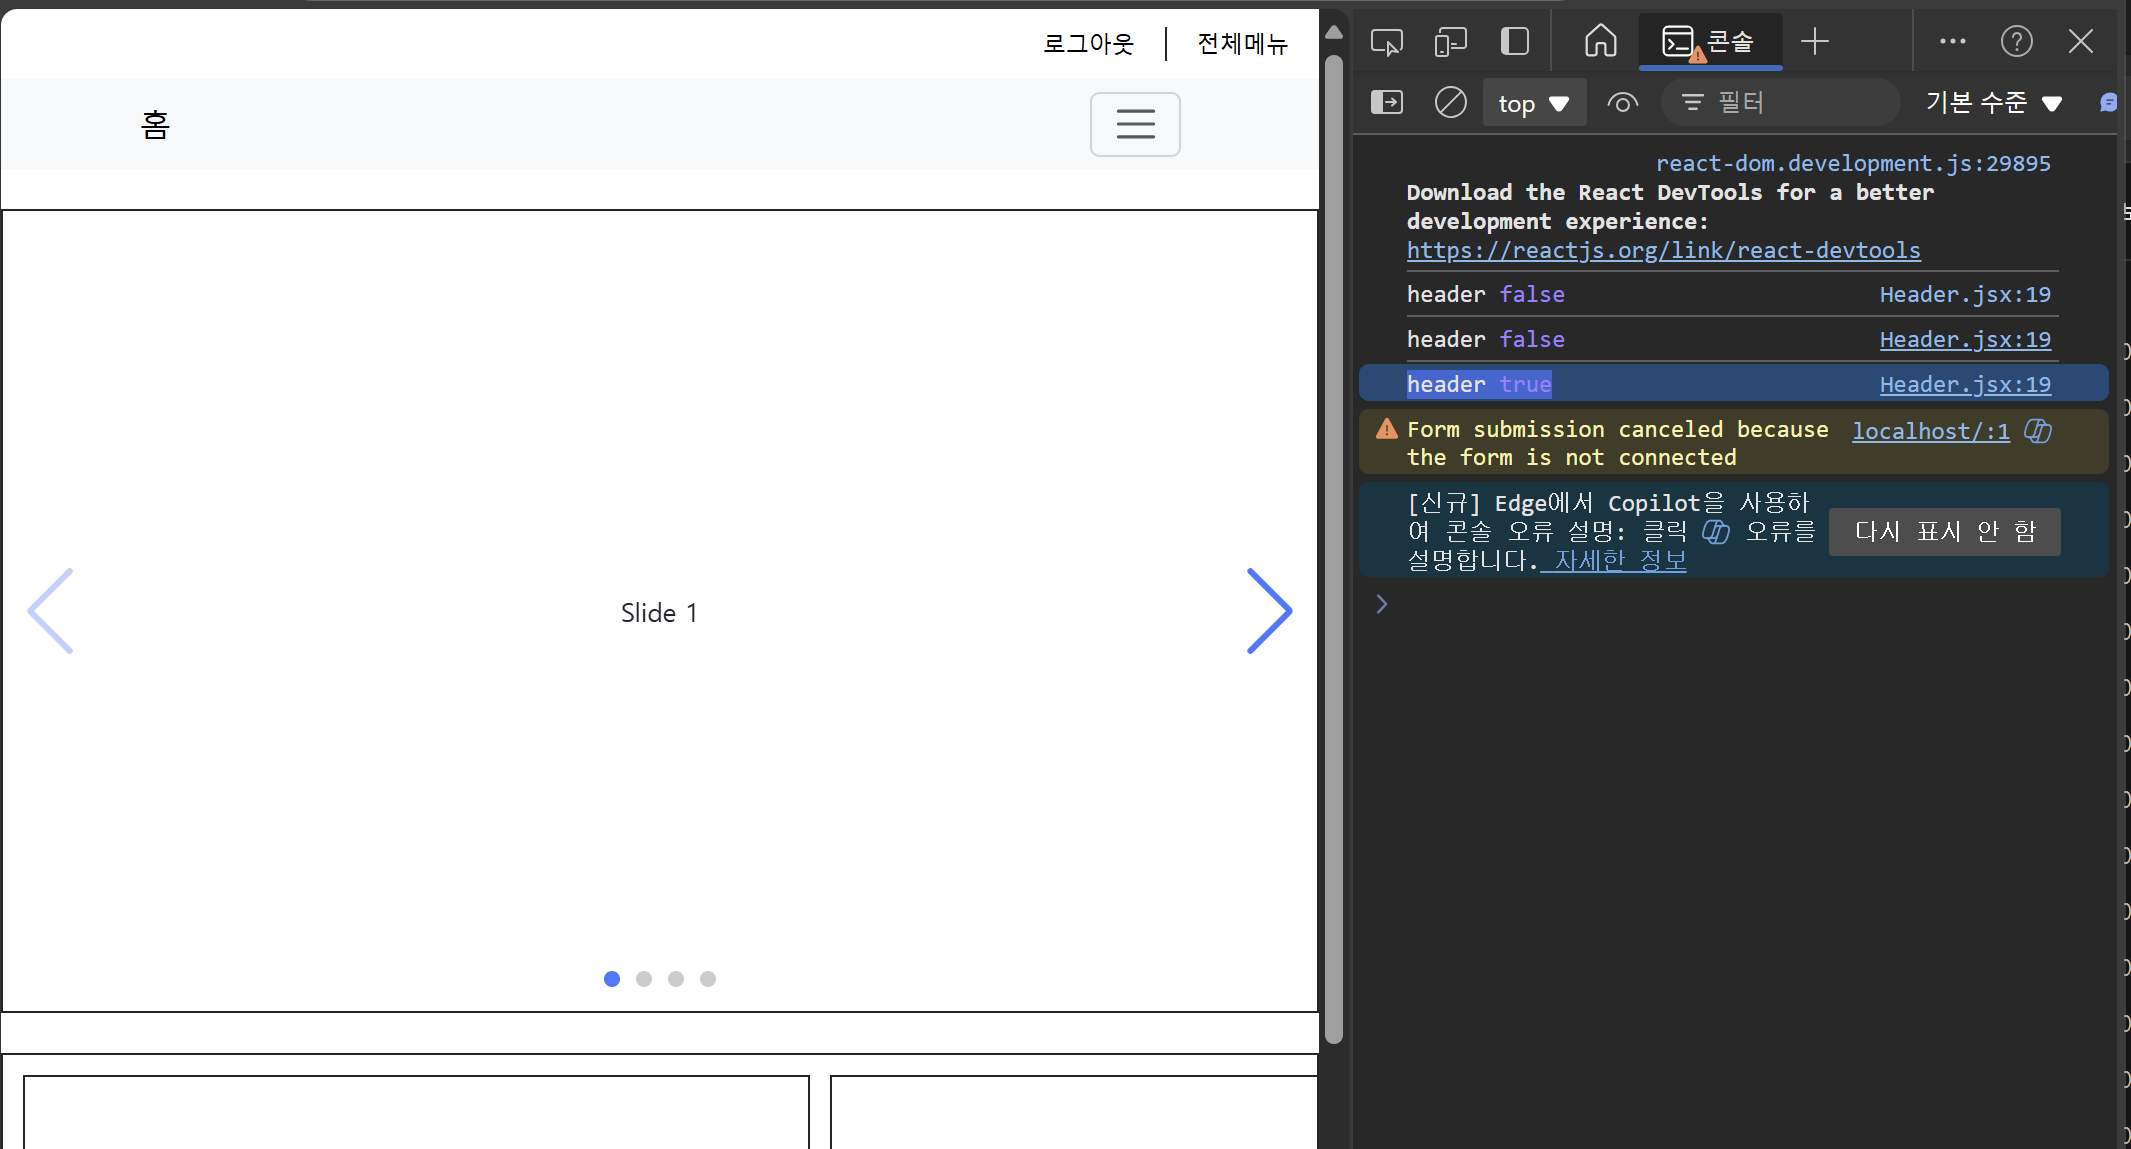 로그아웃
전체메뉴
홈
Slide 1
콘솔
top
필터
기본 수준
react-dom.development.js:29895
Download the React DevTools for a better
development experience:
https://reactjs.org/link/react-devtools
header false Header.jsx:19
header false Header.jsx:19
header true Header.jsx:19
Form submission canceled because localhost/:1
the form is not connected
[신규] Edge에서 Copilot을 사용하
여 콘솔 오류 설명: 클릭 오류를
설명합니다. 자세한 정보
다시 표시 안 함